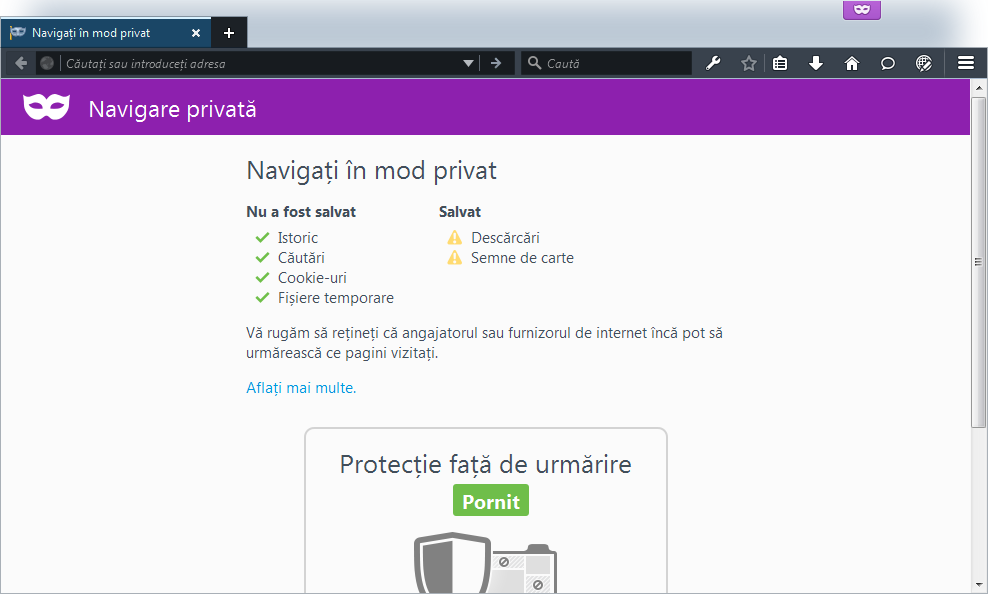 Navigați în mod privat
Căutați sau introduceți adresa
Caută
Navigare privată
Navigați în mod privat
Nu a fost salvat
Salvat
Istoric
Descărcări
Căutări
Semne de carte
Cookie-uri
Fișiere temporare
Vă rugăm să rețineți că angajatorul sau furnizorul de internet încă pot să
urmărească ce pagini vizitați.
Aflați mai multe.
Protecție față de urmărire
Pornit